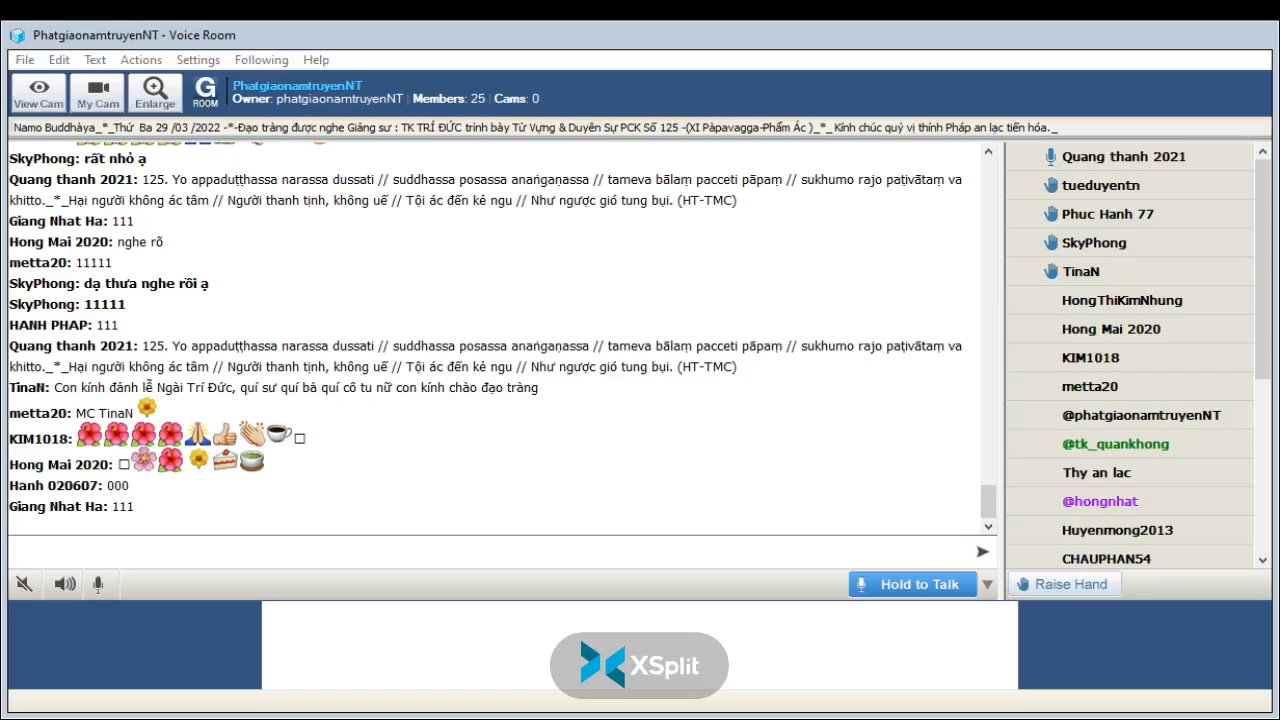 PhatgiaonamtruyenNT - Voice Room
File Edit Text Actions Settings Following Help
View Cam My Cam Enlarge G ROOM
PhatgiaonamtruyenNT
Owner: phatgiaonamtruyenNT | Members: 25 | Cams: 0
Namo Buddhàya_*_Thứ Ba 29 /03 /2022 -*-Đạo tràng được nghe Giảng sư : TK TRÍ ĐỨC trình bày Từ Vựng & Duyên Sự PCK Số 125 -(XI Pàpavagga-Phẩm Ác )_*_ Kính chúc quý vị thính Pháp an lạc tiến hóa._
SkyPhong: rất nhỏ ạ
Quang thanh 2021: 125. Yo appaduṭṭhassa narassa dussati // suddhassa posassa anaṅgaṇassa // tameva bālaṃ pacceti pāpaṃ // sukhumo rajo paṭivātaṃ va
khitto._*_Hại người không ác tâm // Người thanh tịnh, không uế // Tội ác đến kẻ ngu // Như ngược gió tung bụi. (HT-TMC)
Giang Nhat Ha: 111
Hong Mai 2020: nghe rõ
metta20: 11111
SkyPhong: dạ thưa nghe rồi ạ
SkyPhong: 11111
HANH PHAP: 111
Quang thanh 2021: 125. Yo appaduṭṭhassa narassa dussati // suddhassa posassa anaṅgaṇassa // tameva bālaṃ pacceti pāpaṃ // sukhumo rajo paṭivātaṃ va
khitto._*_Hại người không ác tâm // Người thanh tịnh, không uế // Tội ác đến kẻ ngu // Như ngược gió tung bụi. (HT-TMC)
TinaN: Con kính đảnh lễ Ngài Trí Đức, quí sư quí bà quí cô tu nữ con kính chào đạo tràng
metta20: MC TinaN
KIM1018:
Hong Mai 2020:
Hanh 020607: 000
Giang Nhat Ha: 111
Quang thanh 2021
tueduyentn
Phuc Hanh 77
SkyPhong
TinaN
HongThiKimNhung
Hong Mai 2020
KIM1018
metta20
@phatgiaonamtruyenNT
@tk_quankhong
Thy an lac
@hongnhat
Huyenmong2013
CHAUPHAN54
Hold to Talk
Raise Hand
XSplit